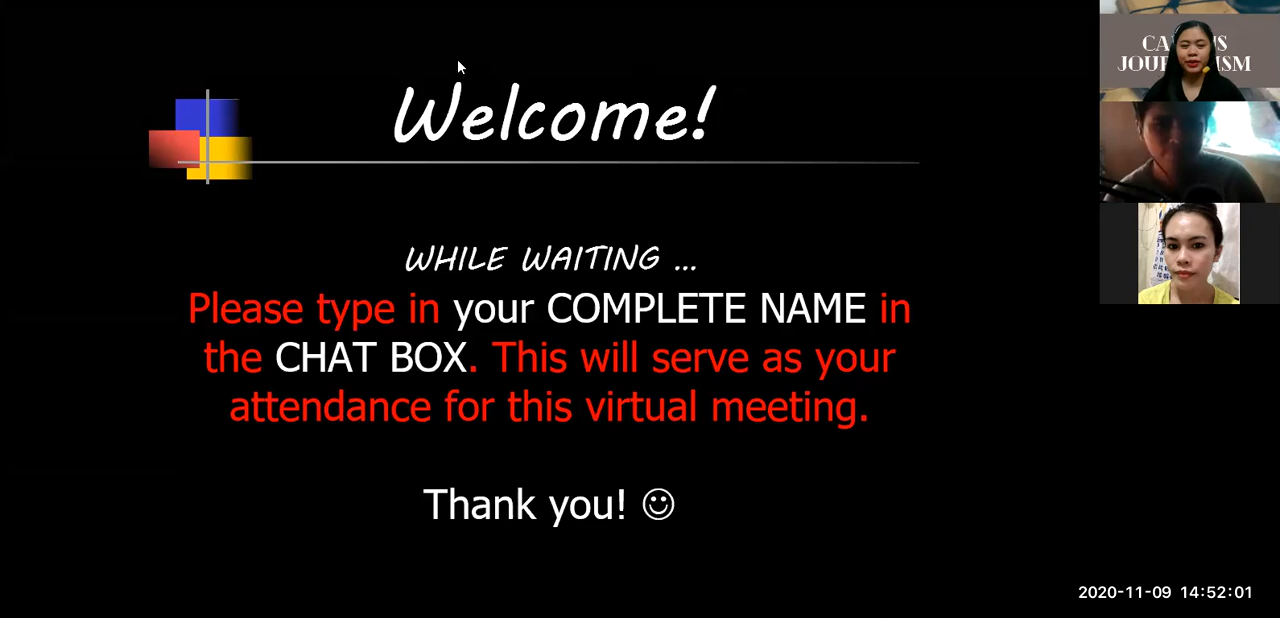 Welcome!
WHILE WAITING ...
Please type in your COMPLETE NAME in
the CHAT BOX. This will serve as your
attendance for this virtual meeting.
Thank you! ☺
2020-11-09 14:52:01